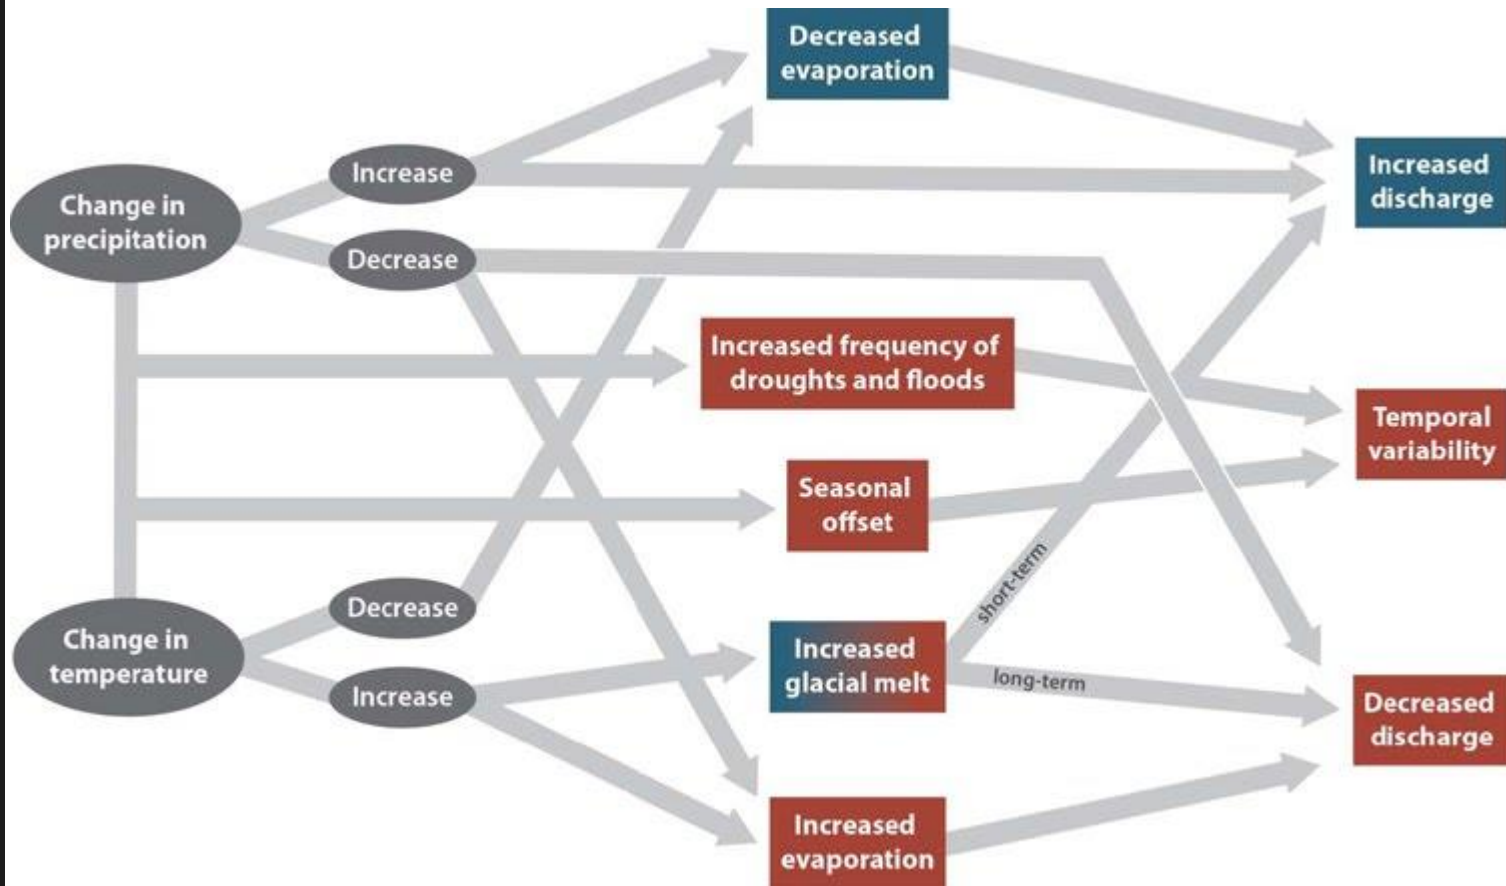 Decreased
evaporation
Increase
Increased
discharge
Change in
precipitation
Decrease
Increased frequency of
droughts and floods
Temporal
variability
Seasonal
offset
short-term
Decrease
Change in
temperature
Increased
glacial melt
long-term
Increase
Decreased
discharge
Increased
evaporation